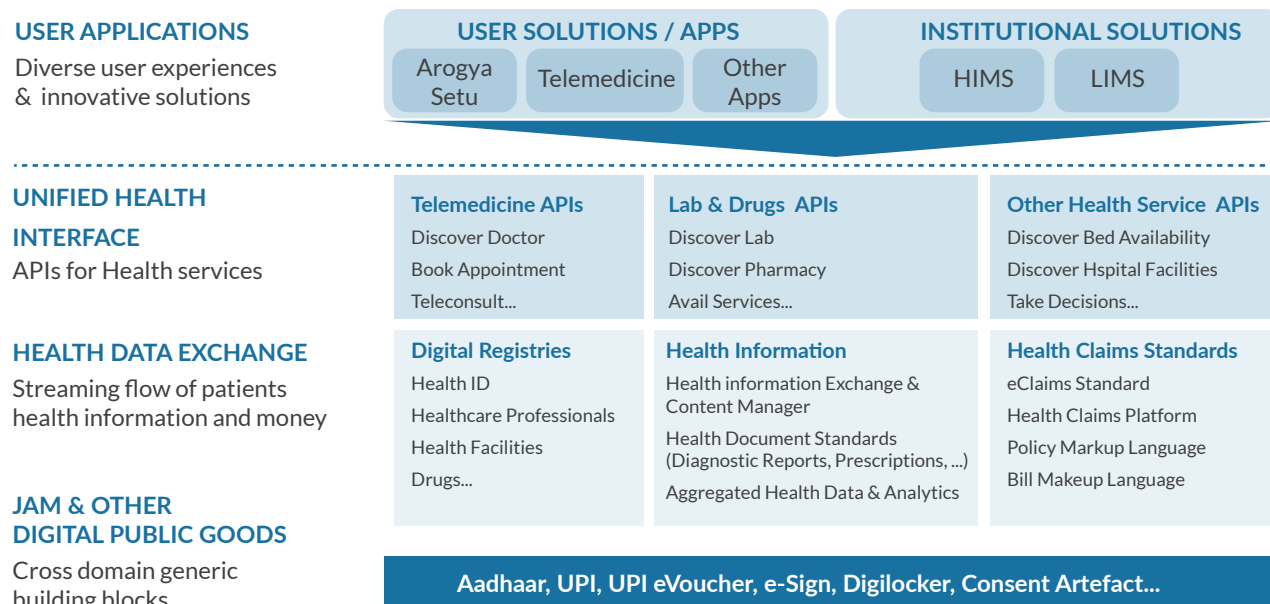 USER APPLICATIONS
Diverse user experiences
& innovative solutions
USER SOLUTIONS / APPS
Arogya
Setu
Telemedicine
Other
Apps
INSTITUTIONAL SOLUTIONS
HIMS
LIMS
UNIFIED HEALTH
INTERFACE
APIs for Health services
Telemedicine APIs
Discover Doctor
Book Appointment
Teleconsult...
Lab & Drugs APIs
Discover Lab
Discover Pharmacy
Avail Services...
Other Health Service APIs
Discover Bed Availability
Discover Hspital Facilities
Take Decisions...
HEALTH DATA EXCHANGE
Streaming flow of patients
health information and money
Digital Registries
Health ID
Healthcare Professionals
Health Facilities
Drugs...
Health Information
Health information Exchange &
Content Manager
Health Document Standards
(Diagnostic Reports, Prescriptions, ...)
Aggregated Health Data & Analytics
Health Claims Standards
eClaims Standard
Health Claims Platform
Policy Markup Language
Bill Makeup Language
JAM & OTHER
DIGITAL PUBLIC GOODS
Cross domain generic
building blocks
Aadhaar, UPI, UPI eVoucher, e-Sign, Digilocker, Consent Artefact...